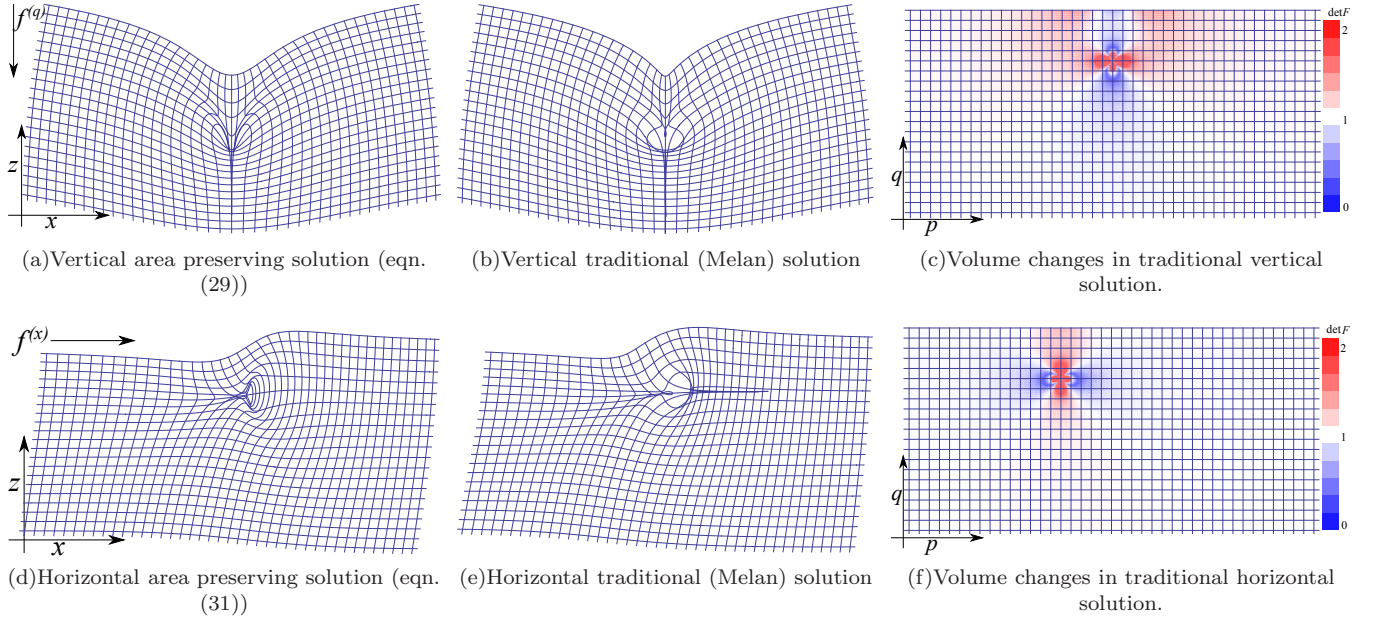 f(q)
z
x
detF
2
1
0
q
p
(a)Vertical area preserving solution (eqn.
(29))
(b)Vertical traditional (Melan) solution
(c)Volume changes in traditional vertical
solution.
f(x)
z
x
detF
2
1
0
q
p
(d)Horizontal area preserving solution (eqn.
(31))
(e)Horizontal traditional (Melan) solution
(f)Volume changes in traditional horizontal
solution.